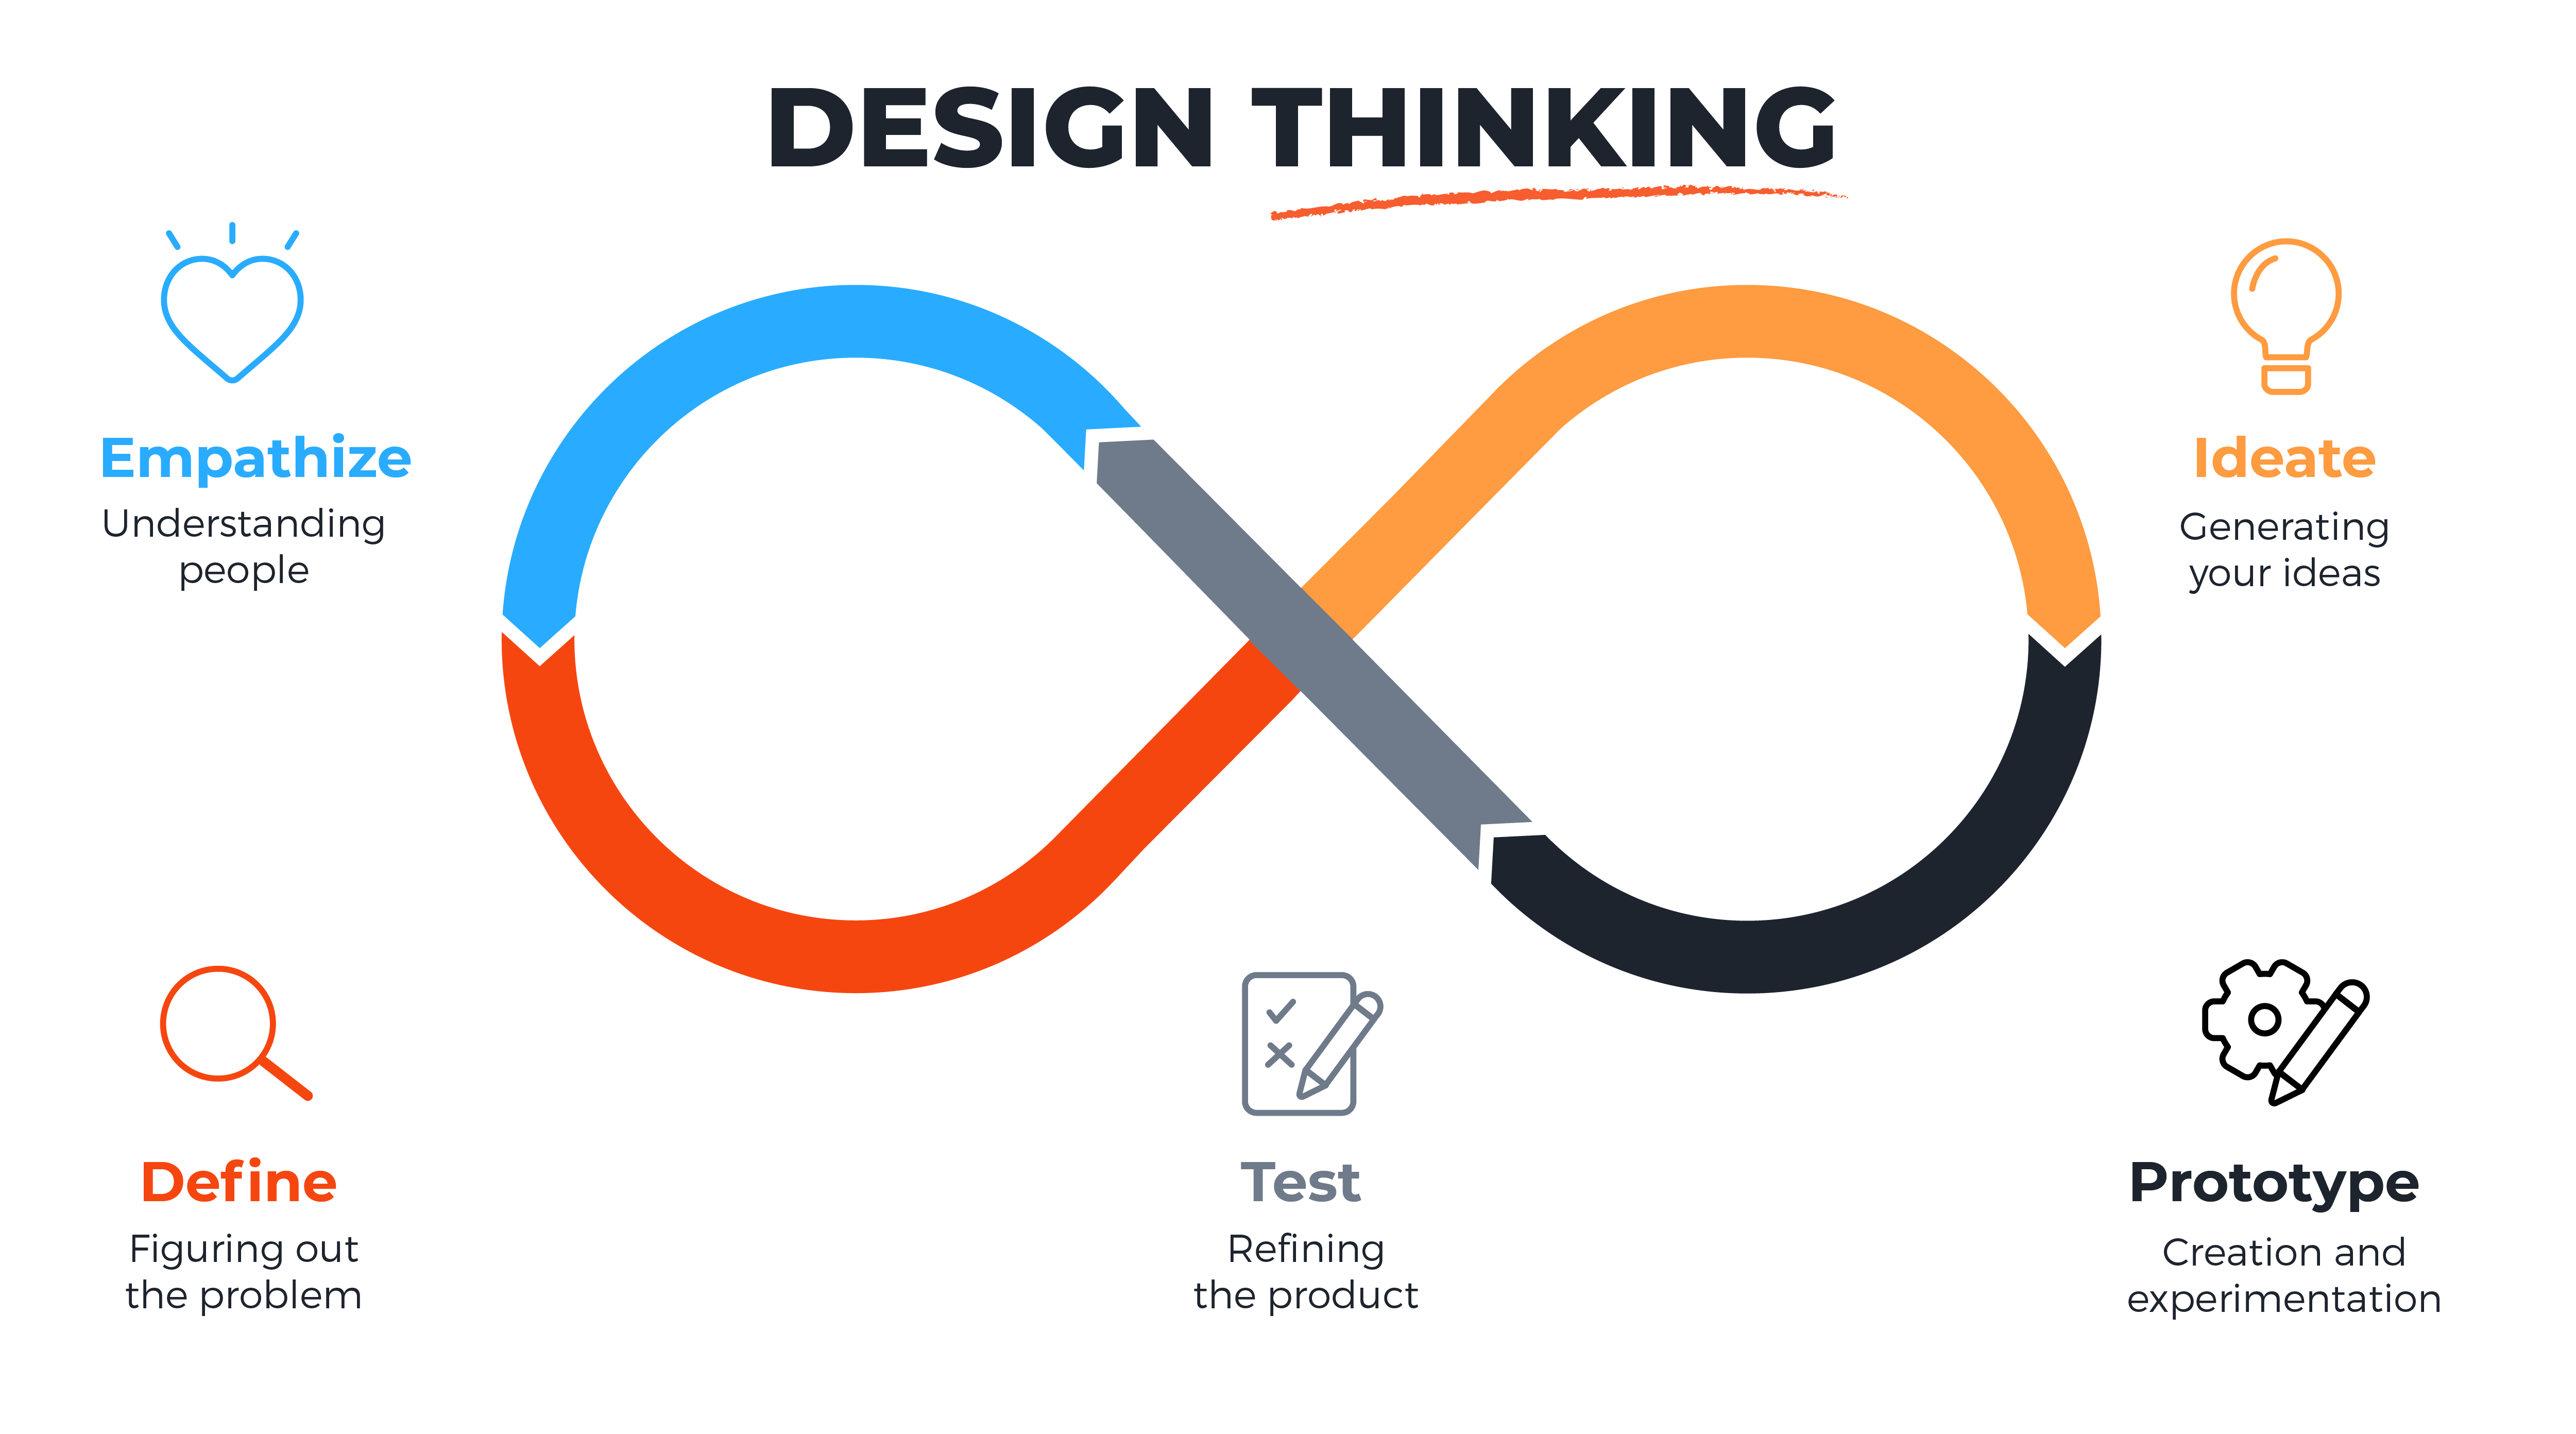 DESIGN THINKING
Empathize
Understanding
people
Ideate
Generating
your ideas
Define
Figuring out
the problem
Test
Refining
the product
Prototype
Creation and
experimentation